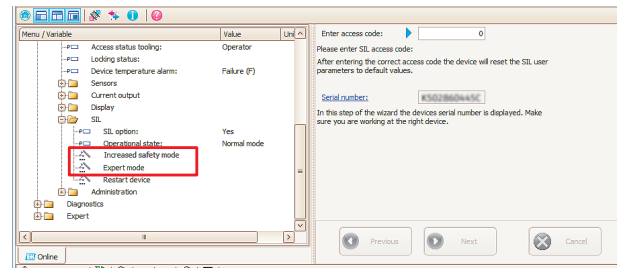 Menu / Variable Value Uni
Access status tooling: Operator
Locking status:
Device temperature alarm: Failure (F)
Sensors
Current output
Display
SIL
SIL option: Yes
Operational state: Normal mode
Increased safety mode
Expert mode
Restart device
Administration
Diagnostics
Expert
Online
Enter access code: 0
Please enter SIL access code:
After entering the correct access code the device will reset the SIL user
parameters to default values.
Serial number:
In this step of the wizard the devices serial number is displayed. Make
sure you are working at the right device.
Previous Next Cancel